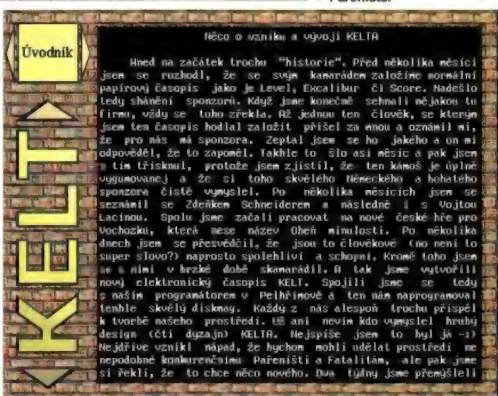 Úvodník
KELT
Něco o vzniku a vývoji KELTA
Hned na začátek trochu "historie". Před několika měsíci
jsem se rozhodl, že se svým kamarádem založíme normální
papírový časopis jako je Level, Excalibur či Score. Nadešlo
tedy shánění sponzorů. Když jsme konečně sehnali nějakou tu
firmu, vždy se toho zřekla. Až jednou ten človĕk, se kterým
jsem ten časopis hodlal založit přišel za mnou a oznámil mi,
že pro nás má sponzora. Zeptal jsem se ho jakého a on mi
odpověděl, že to zapoměl. Takhle to šlo asi měsíc a pak jsem
s tím třísknul, protože jsem zjistil, že ten kámoš je úplně
vygumovanej a že si toho skvělého Německého a bohatého
sponzora čistě vymyslel. Po několika měsících jsem se
seznámil se Zdeňkem Schneiderem a následně i s Vojtou
Lacinou. Spolu jsme začali pracovat na nové české hře pro
Vochozku, která nese název Oheň minulosti. Po několika
dnech jsem se přesvědčil, že jsou to člověkové (no není to
super slovo?) naprosto spolehliví a schopní. Kromě toho jsem
se s nimi v brzké době skamarádil. A tak jsme vytvořili
nový elektronický časopis KELT. Spojili jsme se tedy
s naším programátorem v Pelhřimově a ten nám naprogramoval
tenhle skvělý diskmag. Každý z nás alespoň trochu přispěl
k tvorbě našeho prostředí. Už ani nevím kdo vymyslel hrubý
design (čti dyzajn) KELTA. Nejspíše jsem to byl já :-)
Nejdříve vznikl nápad, že bychom mohli udělat prostředí ne
nepodobné konkurenčnímu Pařeništi a Fatalitám, ale pak jsme
si řekli, že to chce něco nového. Dva týdny jsme přemýšleli